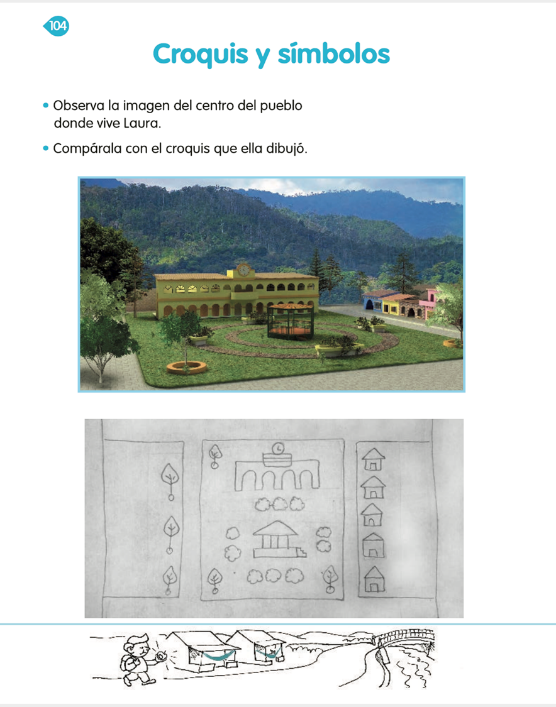 104
Croquis y símbolos
• Observa la imagen del centro del pueblo
donde vive Laura.
• Compárala con el croquis que ella dibujó.